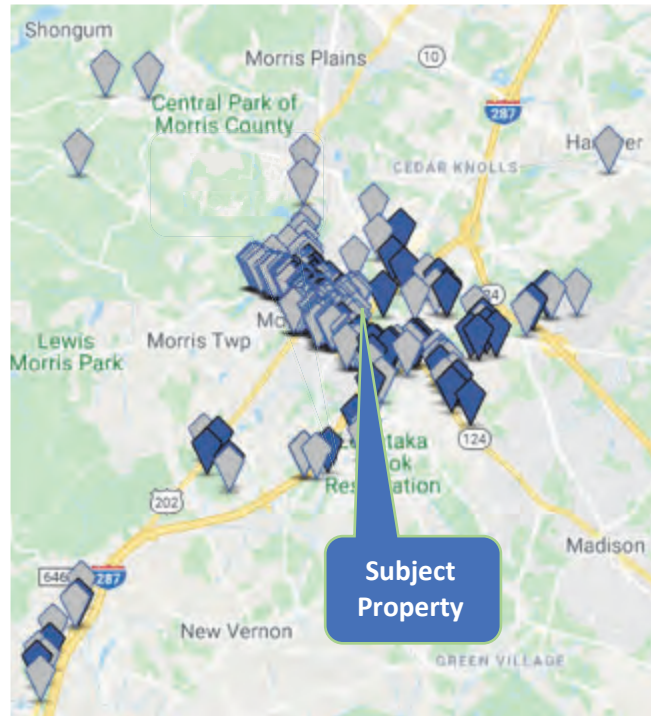 Shongum
Morris Plains
10
Central Park of
Morris County
287
CEDAR KNOLLS
Lewis
Morris Park
Morris Twp
124
202
Madison
646
287
Subject
Property
New Vernon
GREEN VILLAGE